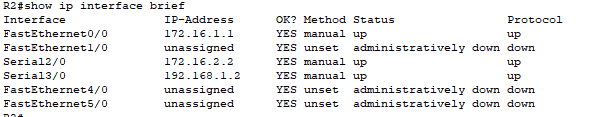 R2#show ip interface brief
Interface IP-Address OK? Method Status Protocol
FastEthernet0/0 172.16.1.1 YES manual up up
FastEthernet1/0 unassigned YES unset administratively down down
Serial2/0 172.16.2.2 YES manual up up
Serial3/0 192.168.1.2 YES manual up up
FastEthernet4/0 unassigned YES unset administratively down down
FastEthernet5/0 unassigned YES unset administratively down down
R2#